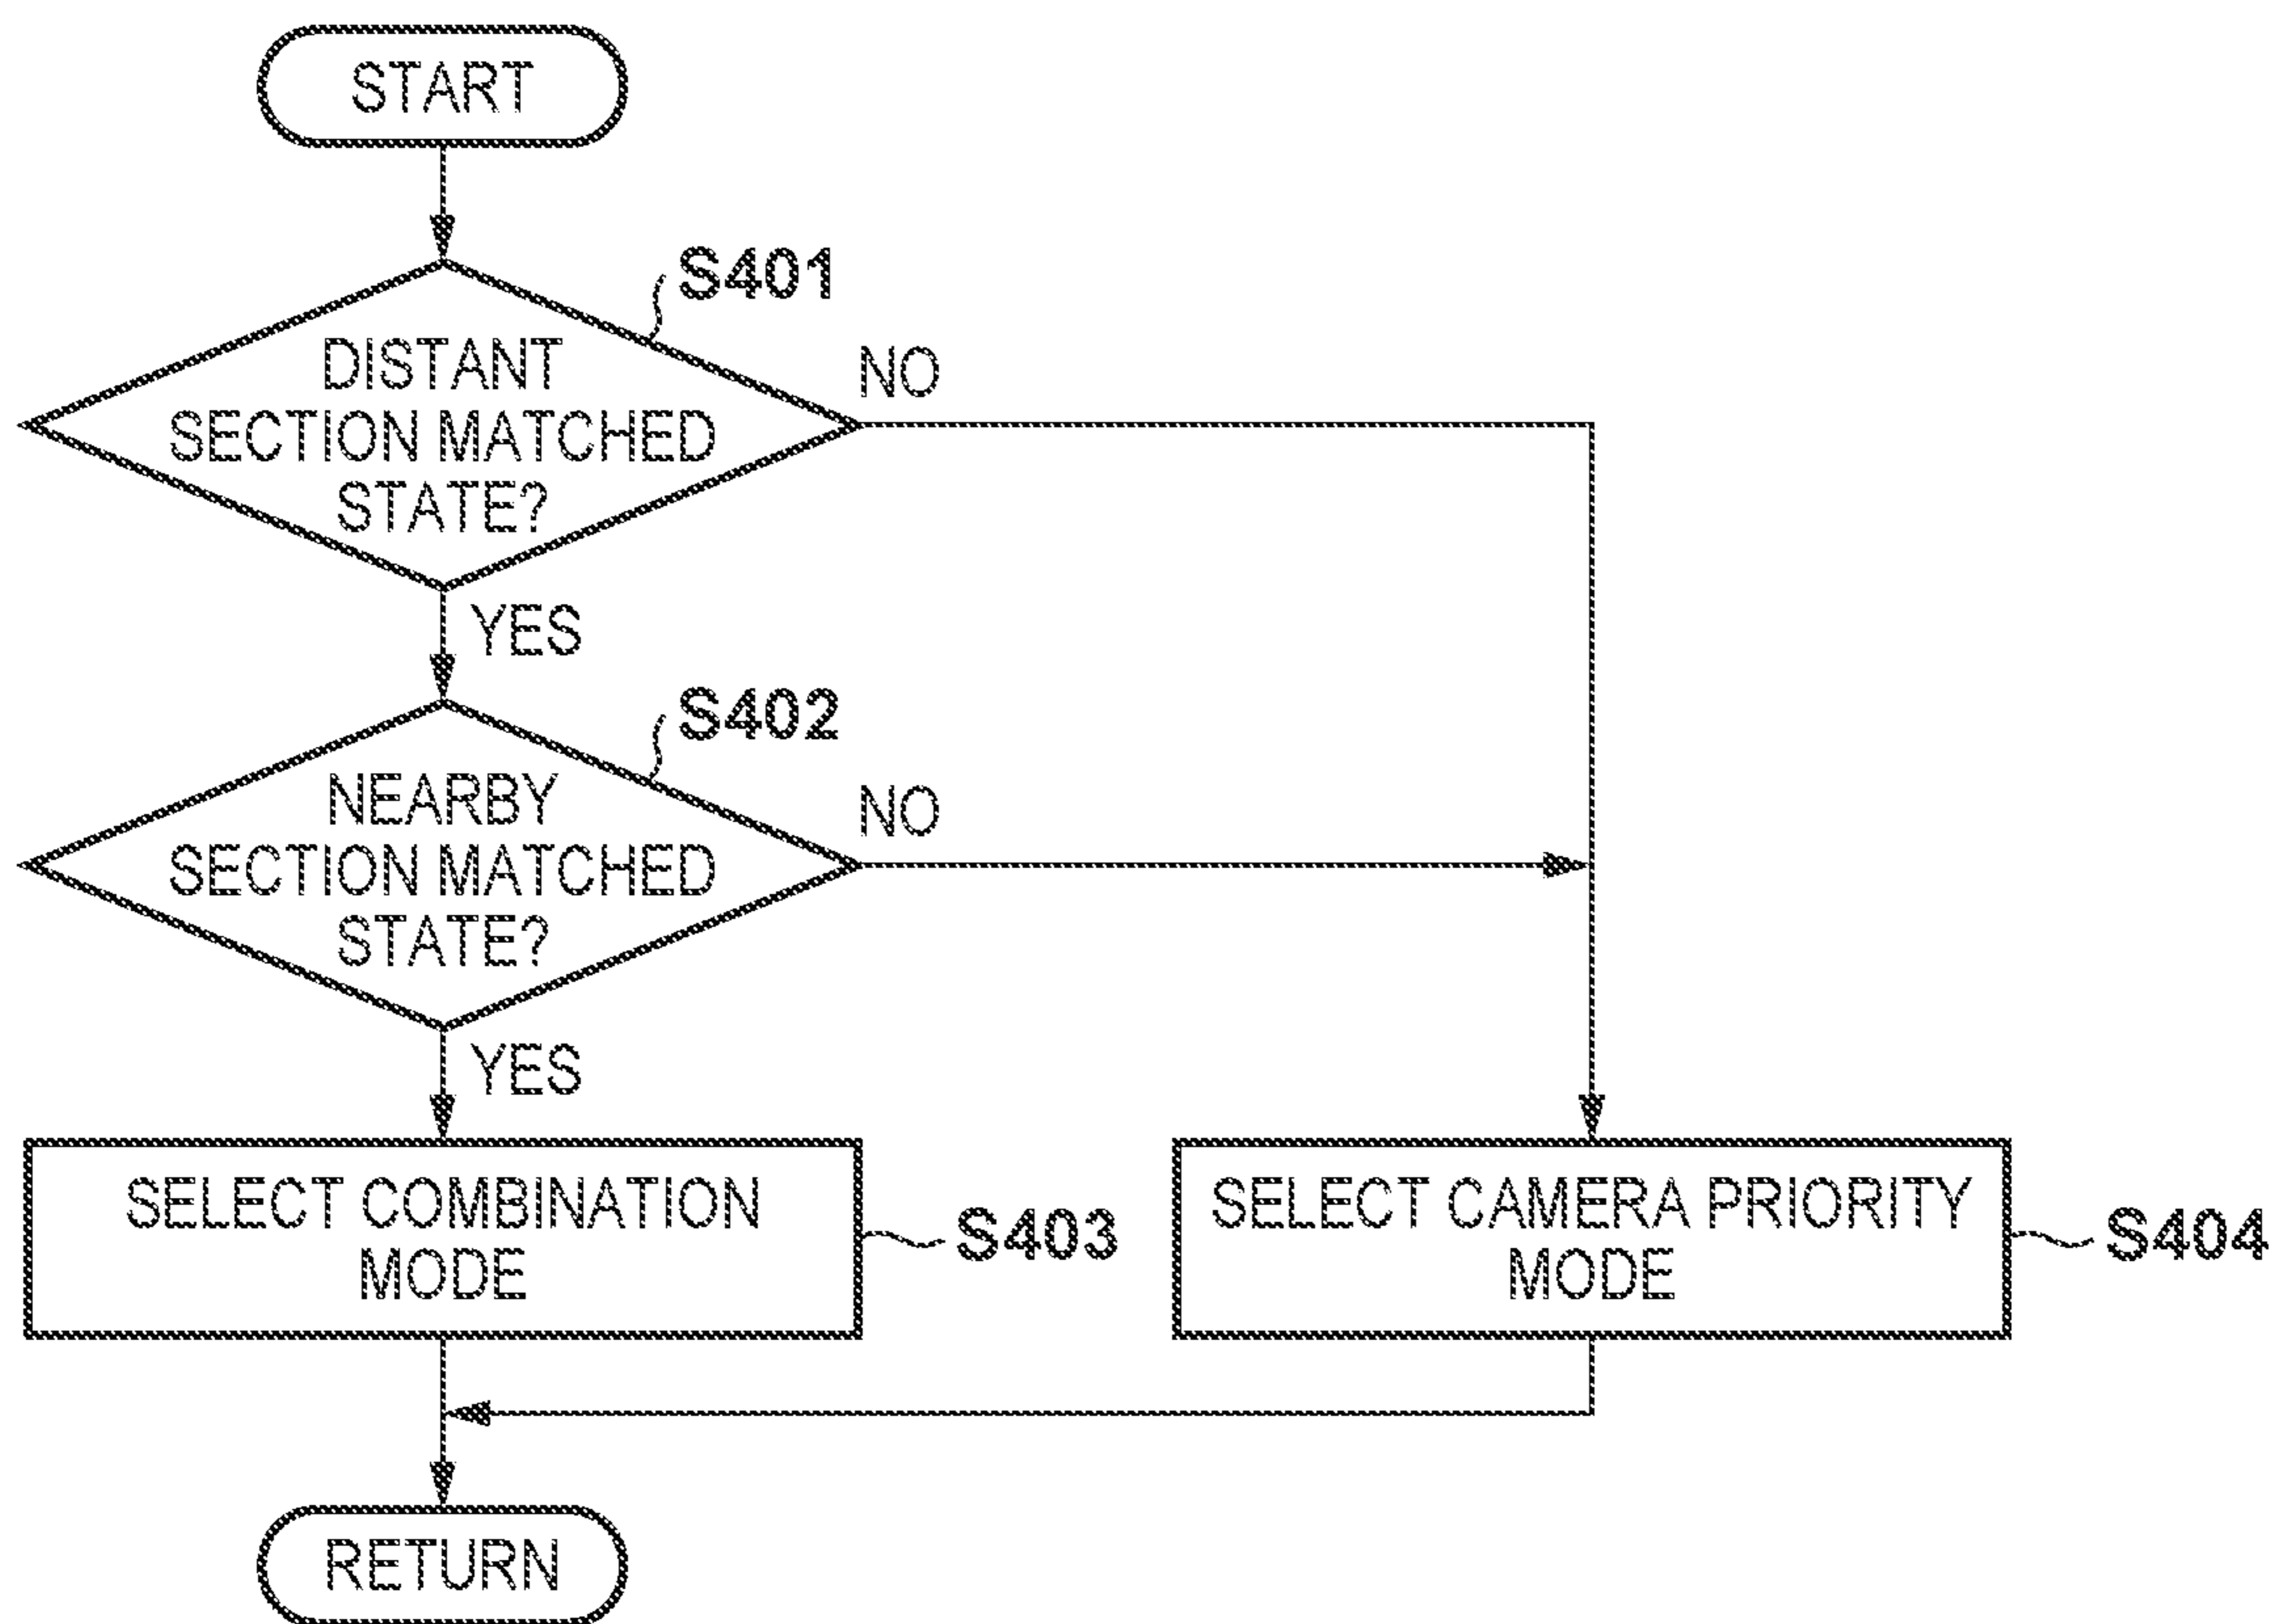 START
S401
DISTANT
SECTION MATCHED
STATE?
NO
YES
S402
NEARBY
SECTION MATCHED
STATE?
NO
YES
SELECT COMBINATION
MODE
S403
SELECT CAMERA PRIORITY
MODE
S404
RETURN